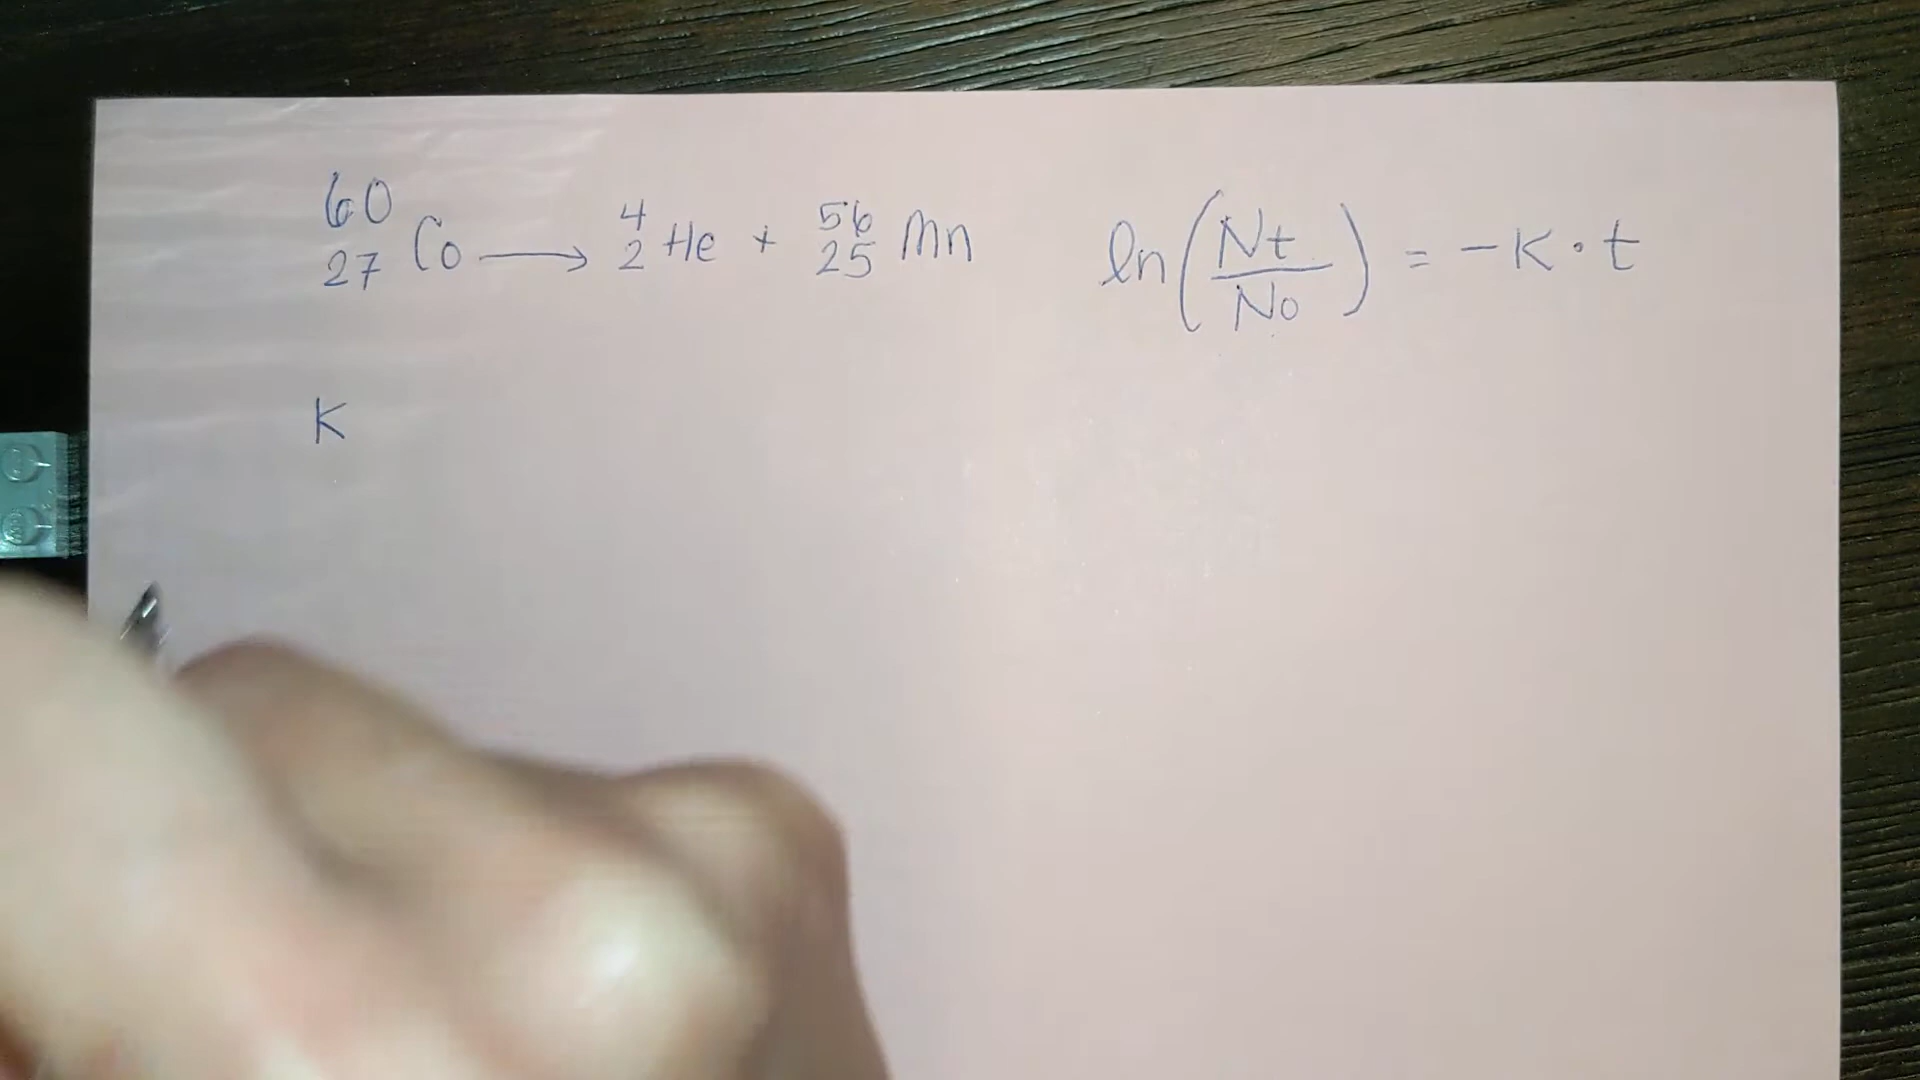 60
27 Co → 4 2 He + 56 25 Mn
ln(Nt/No) = -K·t
K